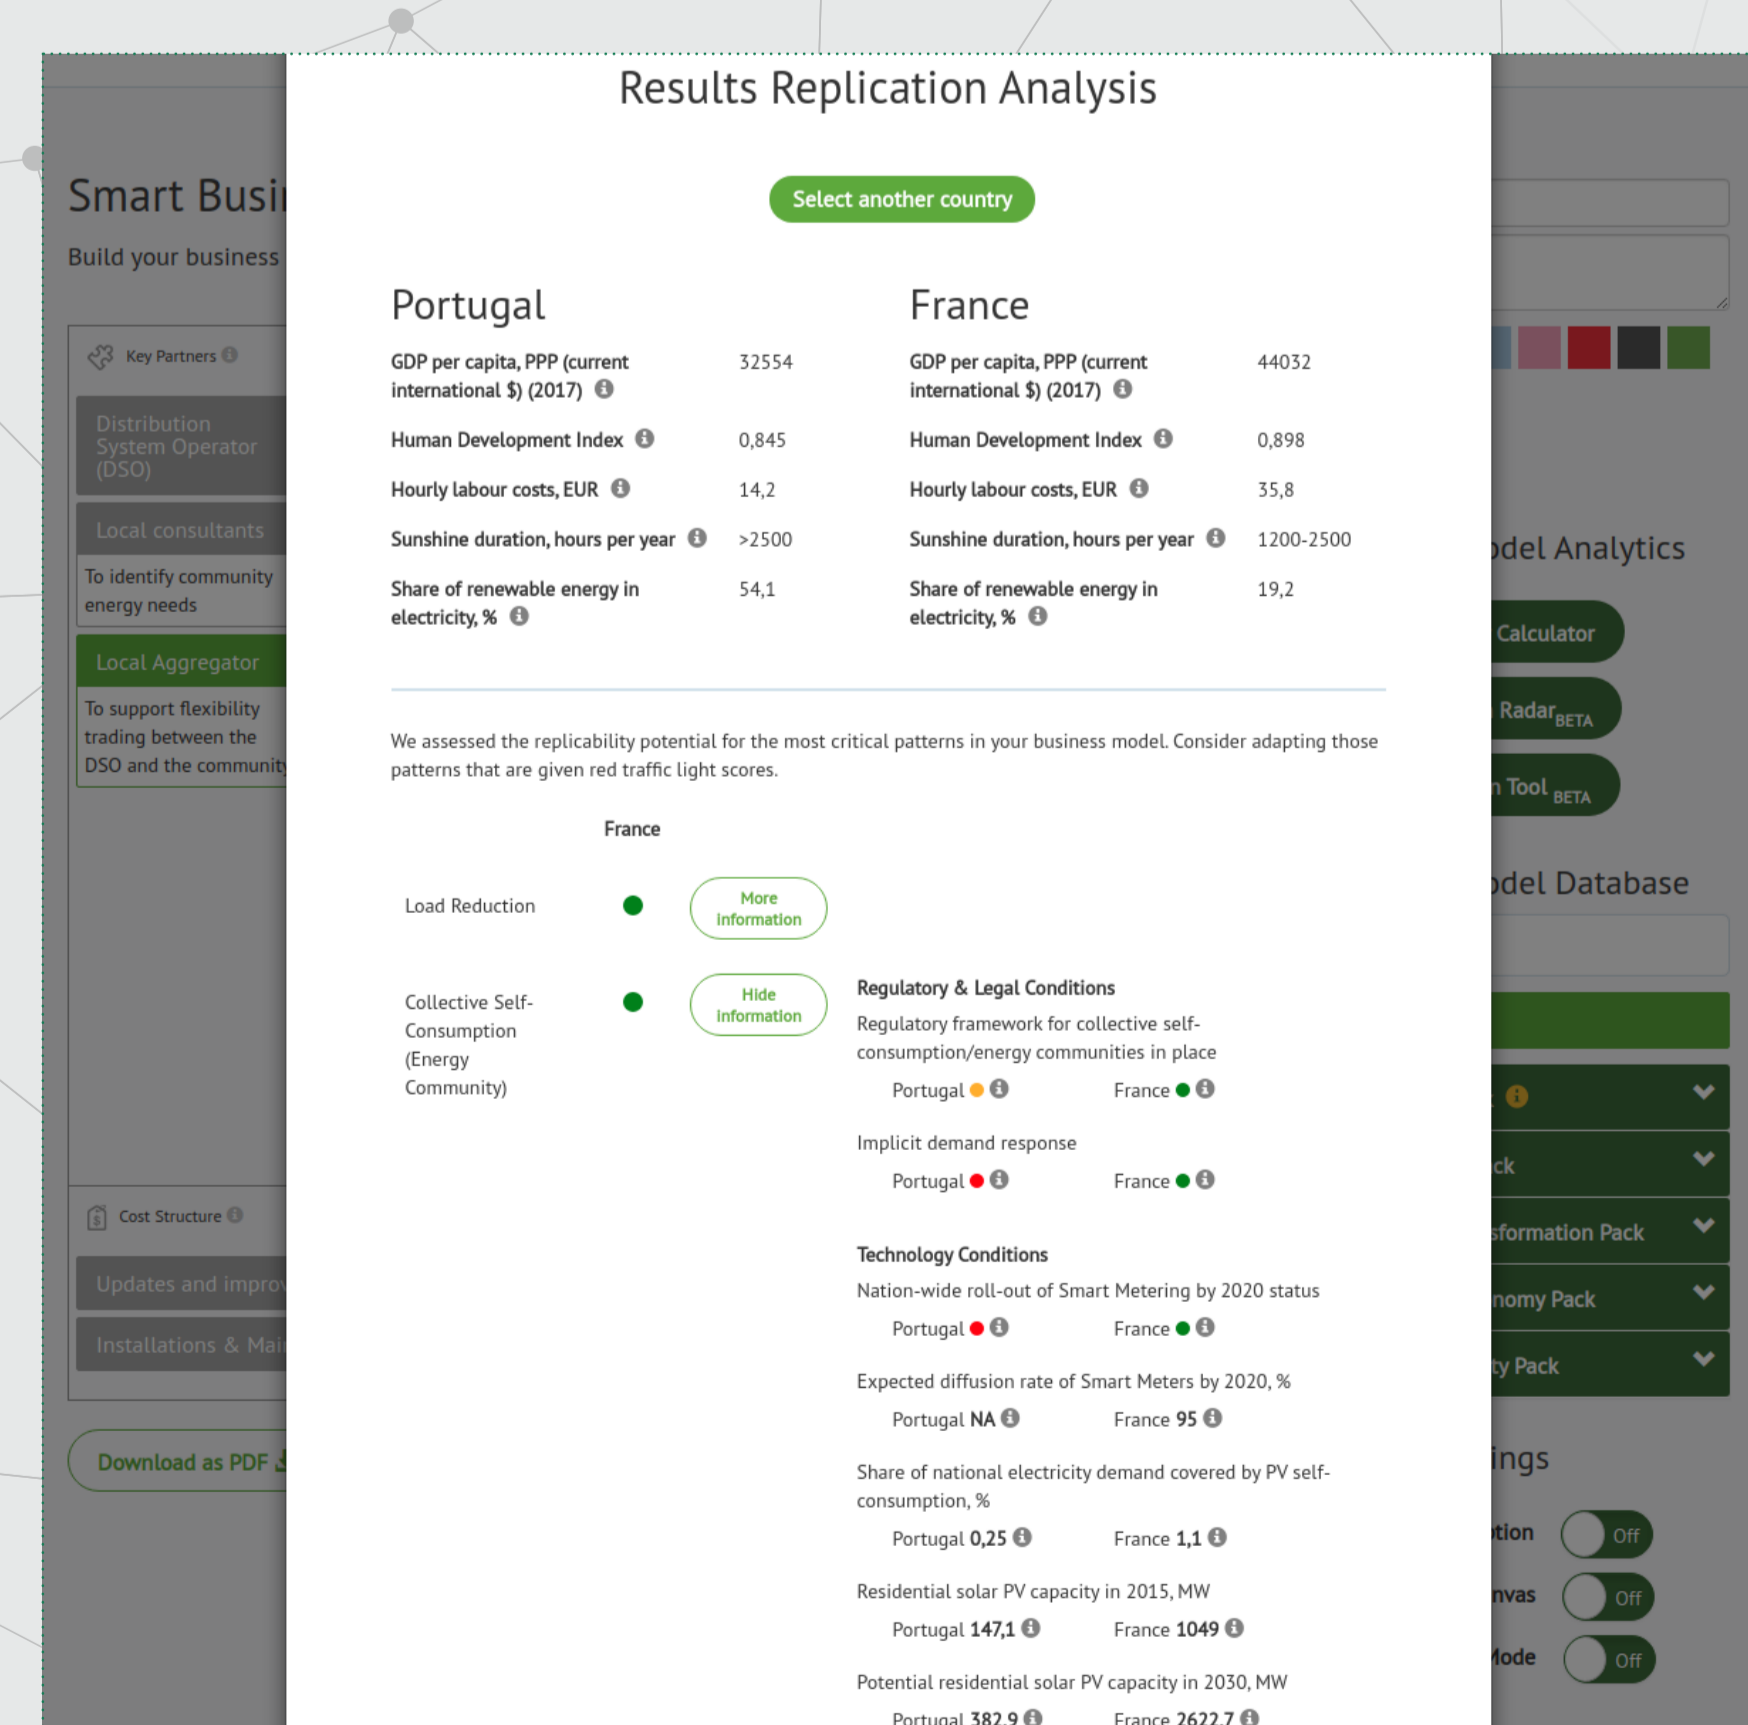 Results Replication Analysis
Select another country
Smart Busi
Build your business
Key Partners
Distribution
System Operator
(DSO)
Local consultants
To identify community
energy needs
Local Aggregator
To support flexibility
trading between the
DSO and the community
Cost Structure
Updates and improv
Installations & Mai
Download as PDF
Portugal
GDP per capita, PPP (current
international $) (2017)
32554
Human Development Index
0,845
Hourly labour costs, EUR
14,2
Sunshine duration, hours per year
>2500
Share of renewable energy in
electricity, %
54,1
France
GDP per capita, PPP (current
international $) (2017)
44032
Human Development Index
0,898
Hourly labour costs, EUR
35,8
Sunshine duration, hours per year
1200-2500
Share of renewable energy in
electricity, %
19,2
We assessed the replicability potential for the most critical patterns in your business model. Consider adapting those
patterns that are given red traffic light scores.
France
Load Reduction
More
information
Collective Self-
Consumption
(Energy
Community)
Hide
information
Regulatory & Legal Conditions
Regulatory framework for collective self-
consumption/energy communities in place
Portugal France
Implicit demand response
Portugal France
Technology Conditions
Nation-wide roll-out of Smart Metering by 2020 status
Portugal France
Expected diffusion rate of Smart Meters by 2020, %
Portugal NA France 95
Share of national electricity demand covered by PV self-
consumption, %
Portugal 0,25 France 1,1
Residential solar PV capacity in 2015, MW
Portugal 147,1 France 1049
Potential residential solar PV capacity in 2030, MW
Portugal 382,9 France 2622,7
odel Analytics
Calculator
Radar BETA
n Tool BETA
odel Database
ck
sformation Pack
nomy Pack
ty Pack
ings
ption
Off
nvas
Off
Mode
Off